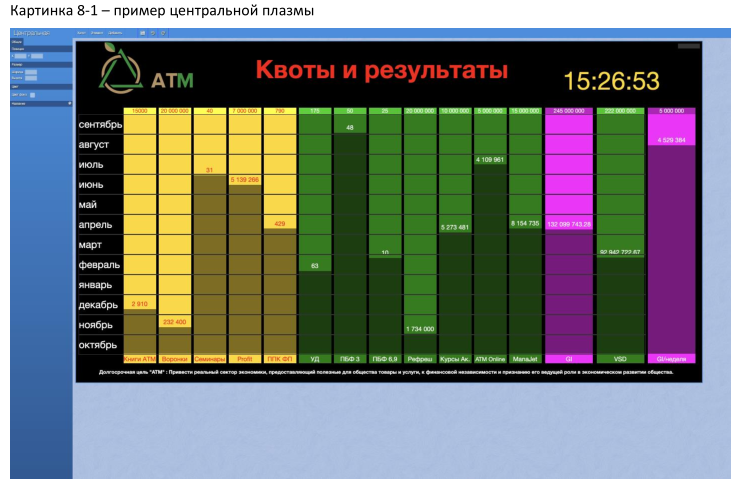 Картинка 8-1 – пример центральной плазмы
АТМ
Квоты и результаты
15:26:53
15000 20 000 000 40 7 000 000 750 175 50 25 20 000 000 10 000 000 5 000 000 15 000 000 245 000 000 222 000 000 5 000 000
сентябрь 48
август 4 529 384
июль 31 4 109 961
июнь 5 138 266
май
апрель 429 5 273 481 8 154 735 132 099 743.28
март 10 92 942 722.67
февраль 63
январь
декабрь 2 910
ноябрь 232 400 1 734 000
октябрь
Книги АТМ Воронки Семинары Profit ППК ФП УД ПБФ 3 ПБФ 6,9 Рефреш Курсы Ак. ATM Online ManaJet GI VSD GI/неделя
Долгосрочная цель "АТМ" : Привести реальный сектор экономики, предоставляющий полезные для общества товары и услуги, к финансовой независимости и признанию его ведущей роли в экономическом развитии общества.